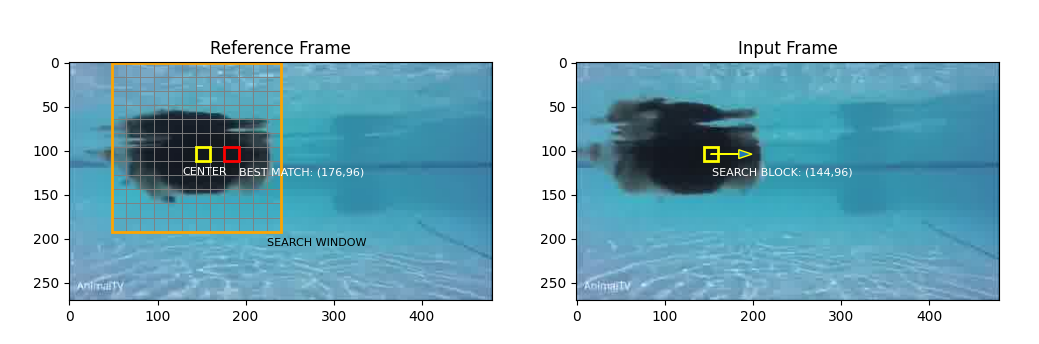 Reference Frame
Input Frame
0
50
100
150
200
250
0
100
200
300
400
CENTER
BEST MATCH: (176,96)
SEARCH WINDOW
AnimalTV
0
50
100
150
200
250
0
100
200
300
400
SEARCH BLOCK: (144,96)
AnimalTV